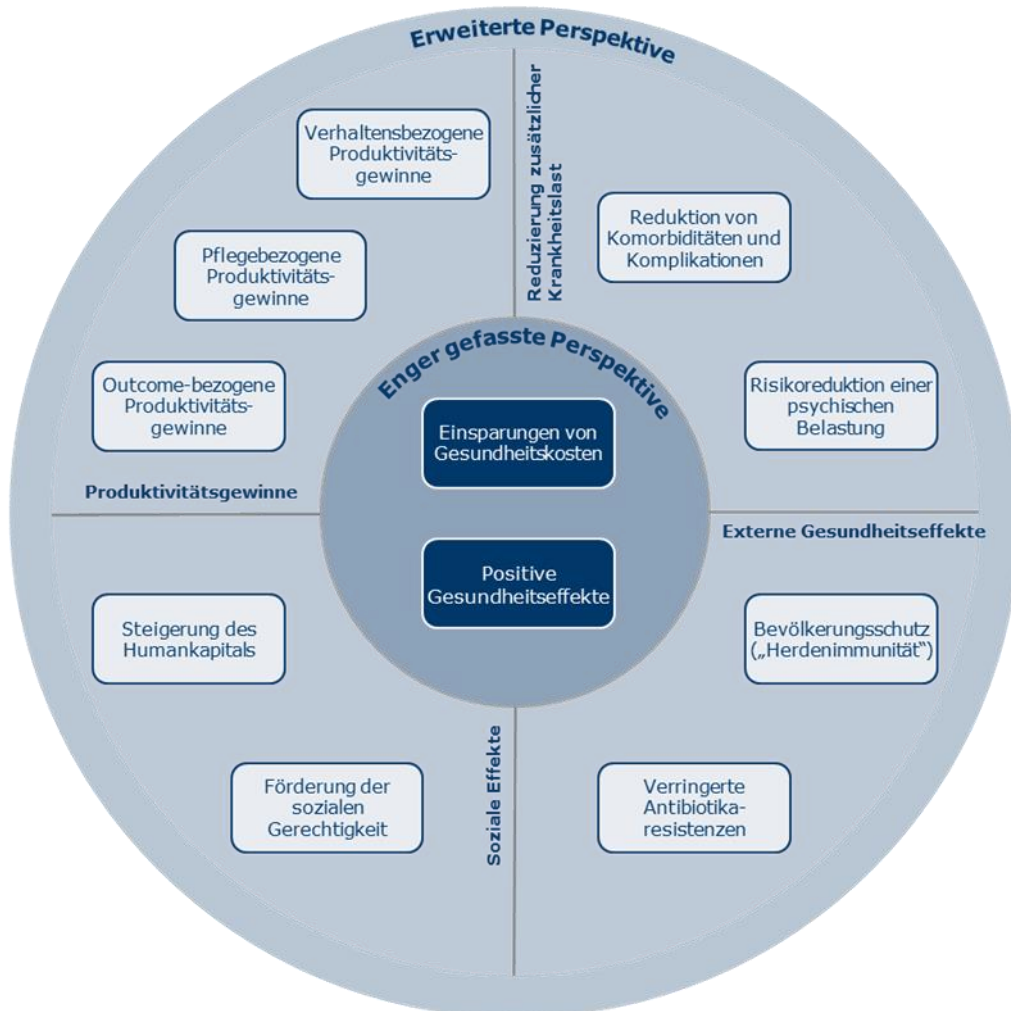 Erweiterte Perspektive
Reduzierung zusätzlicher
Krankheitslast
Verhaltensbezogene
Produktivitäts-
gewinne
Pflegebezogene
Produktivitäts-
gewinne
Outcome-bezogene
Produktivitäts-
gewinne
Produktivitätsgewinne
Reduktion von
Komorbiditäten und
Komplikationen
Risikoreduktion einer
psychischen
Belastung
Enger gefasste Perspektive
Einsparungen von
Gesundheitskosten
Positive
Gesundheitseffekte
Externe Gesundheitseffekte
Steigerung des
Humankapitals
Förderung der
sozialen
Gerechtigkeit
Soziale Effekte
Bevölkerungsschutz
(„Herdenimmunität“)
Verringerte
Antibiotika-
resistenzen